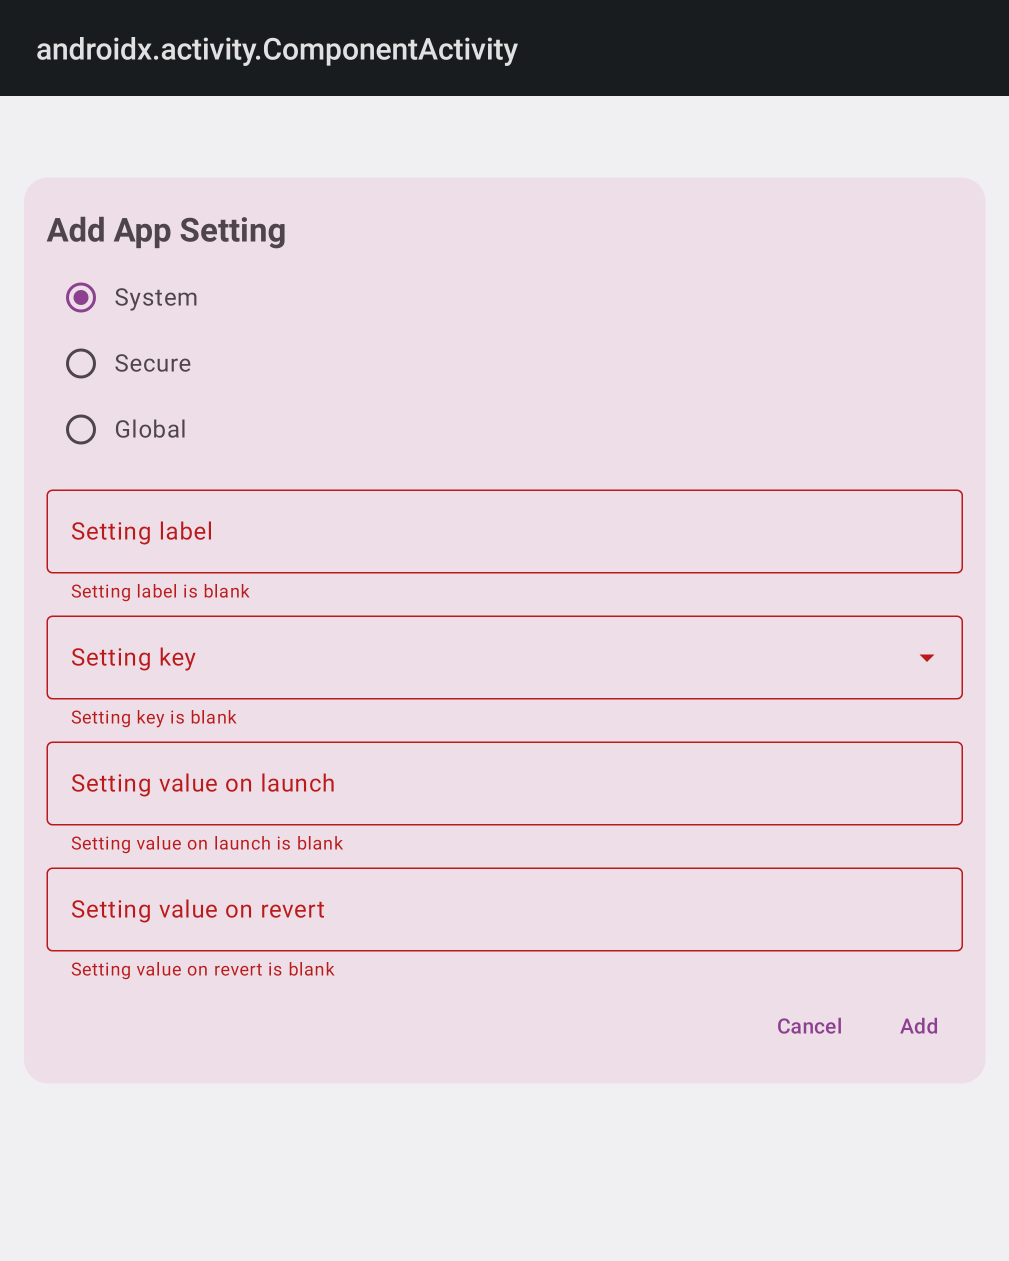 androidx.activity.ComponentActivity
Add App Setting
System
Secure
Global
Setting label
Setting label is blank
Setting key
Setting key is blank
Setting value on launch
Setting value on launch is blank
Setting value on revert
Setting value on revert is blank
Cancel Add